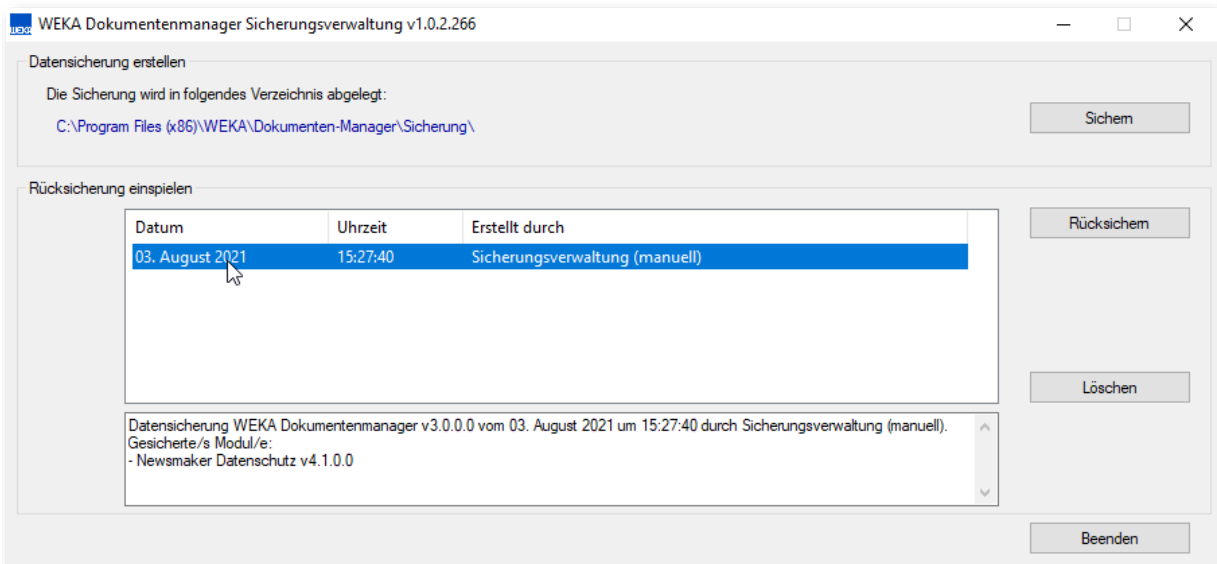 WEKA
WEKA Dokumentenmanager Sicherungsverwaltung v1.0.2.266
Datensicherung erstellen
Die Sicherung wird in folgendes Verzeichnis abgelegt:
C:\Program Files (x86)\WEKA\Dokumenten-Manager\Sicherung\
Sichern
Rücksicherung einspielen
Datum Uhrzeit Erstellt durch
03. August 2021 15:27:40 Sicherungsverwaltung (manuell)
Rücksichern
Löschen
Datensicherung WEKA Dokumentenmanager v3.0.0.0 vom 03. August 2021 um 15:27:40 durch Sicherungsverwaltung (manuell).
Gesicherte/s Modul/e:
- Newsmaker Datenschutz v4.1.0.0
Beenden